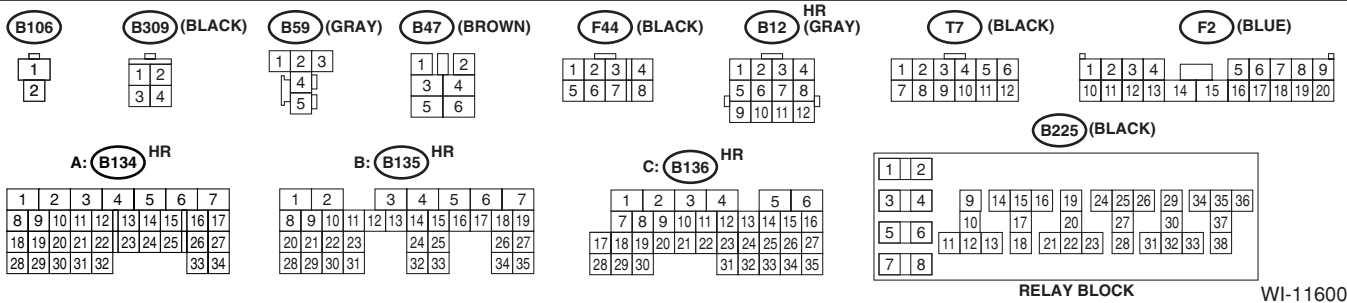 B106 B309 (BLACK) B59 (GRAY) B47 (BROWN) F44 (BLACK) B12 HR (GRAY) T7 (BLACK) F2 (BLUE)
1 1 2 1 2 3 1 2 1 2 3 4 1 2 3 4 1 2 3 4 5 6 1 2 3 4 5 6 7 8 9
2 3 4 4 3 4 5 6 7 8 5 6 7 8 7 8 9 10 11 12 10 11 12 13 14 15 16 17 18 19 20
5 5 6 9 10 11 12
A: B134 HR B: B135 HR C: B136 HR B225 (BLACK)
1 2 3 4 5 6 7
8 9 10 11 12 13 14 15 16 17
18 19 20 21 22 23 24 25 26 27
28 29 30 31 32 33 34
1 2 3 4 5 6 7
8 9 10 11 12 13 14 15 16 17 18 19
20 21 22 23 24 25 26 27
28 29 30 31 32 33 34 35
1 2 3 4 5 6
7 8 9 10 11 12 13 14 15 16
17 18 19 20 21 22 23 24 25 26 27
28 29 30 31 32 33 34 35
1 2
3 4 9 14 15 16 19 24 25 26 29 34 35 36
10 17 20 27 30 37
5 6 11 12 13 18 21 22 23 28 31 32 33 38
7 8
RELAY BLOCK
WI-11600